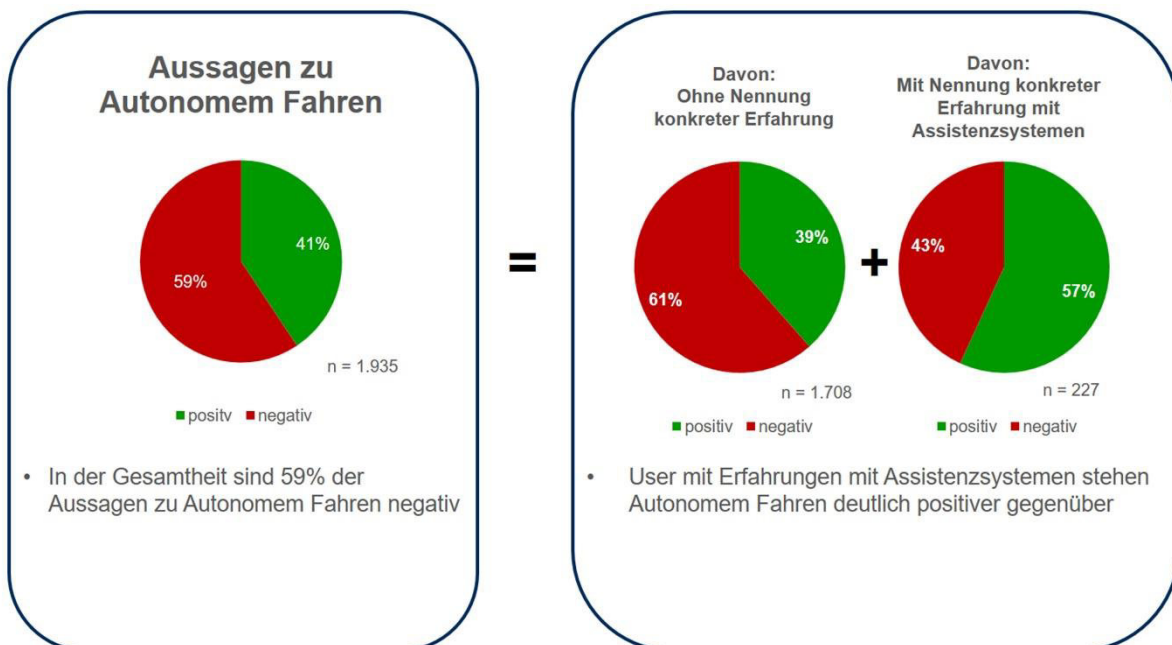 Aussagen zu
Autonomem Fahren
41%
59%
n = 1.935
positv negativ
• In der Gesamtheit sind 59% der
Aussagen zu Autonomem Fahren negativ
=
Davon:
Ohne Nennung
konkreter Erfahrung
39%
61%
n = 1.708
positiv negativ
+
Davon:
Mit Nennung konkreter
Erfahrung mit
Assistenzsystemen
43%
57%
n = 227
positiv negativ
• User mit Erfahrungen mit Assistenzsystemen stehen
Autonomem Fahren deutlich positiver gegenüber